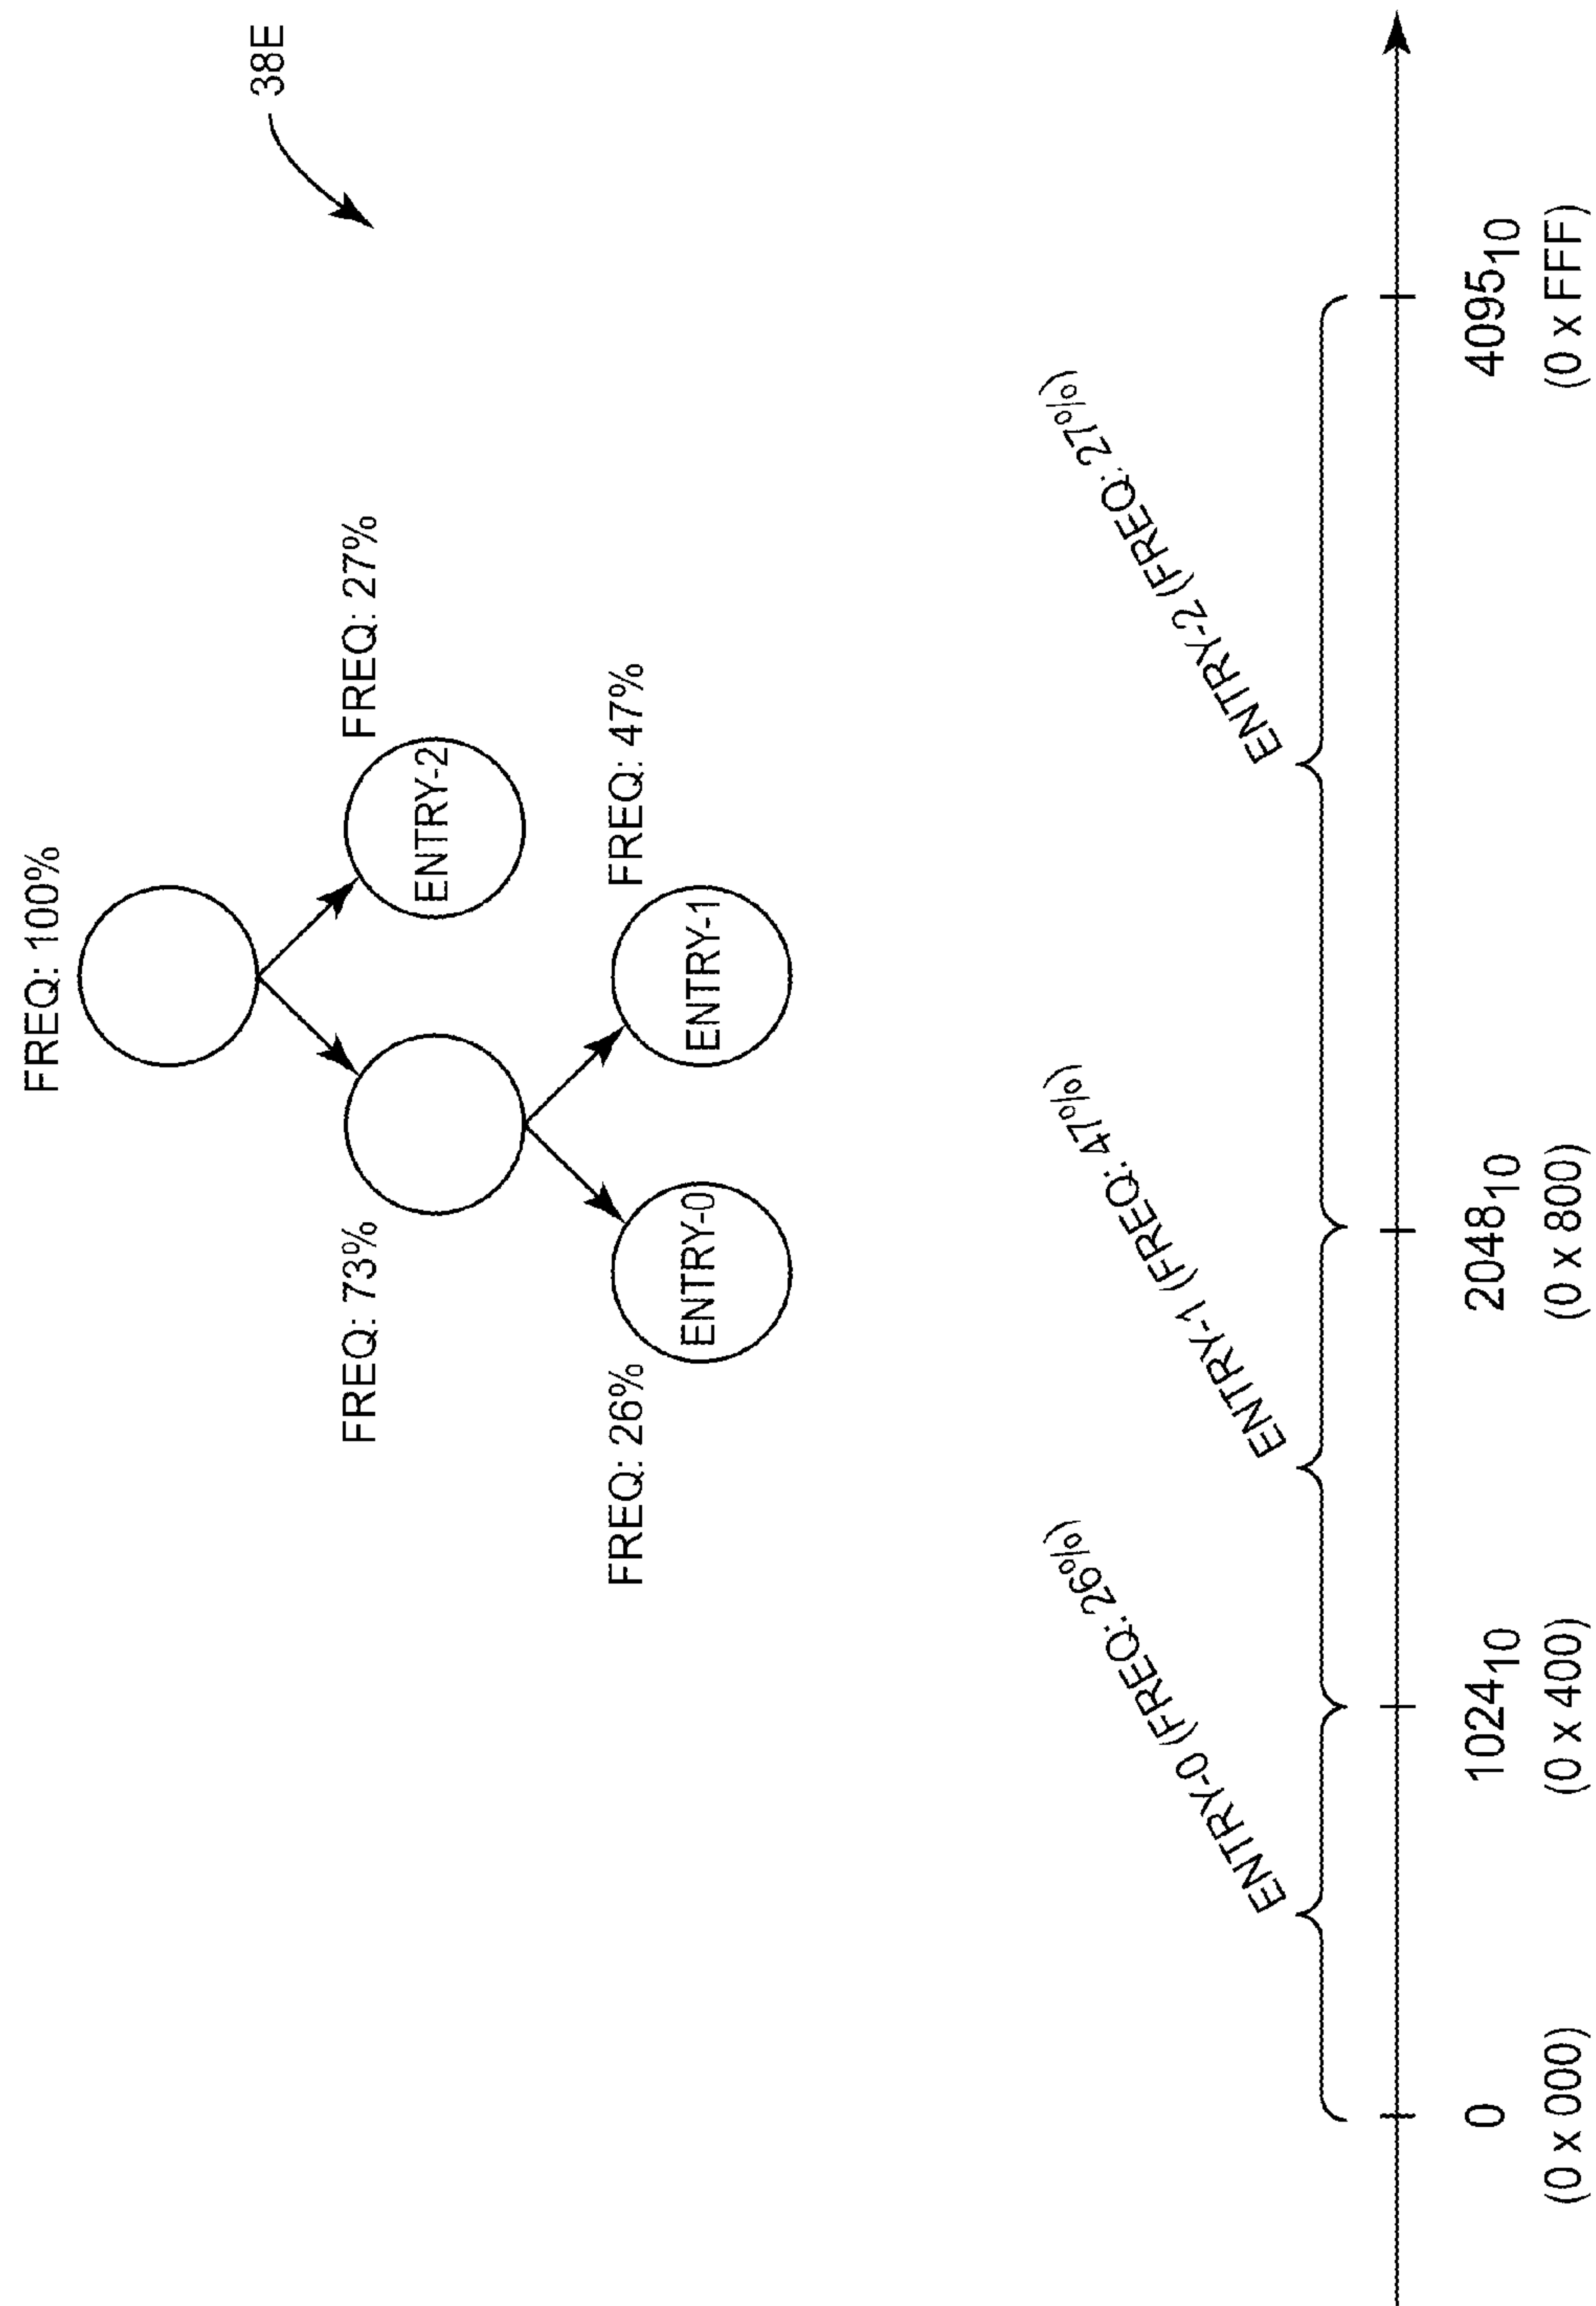 38E
FREQ: 100%
FREQ: 73%
FREQ: 27%
ENTRY-2
FREQ: 26%
FREQ: 47%
ENTRY-0
ENTRY-1
ENTRY-0 (FREQ: 26%)
ENTRY-1 (FREQ: 47%)
ENTRY-2 (FREQ: 27%)
0
1024₁₀
2048₁₀
4095₁₀
(0 x 000)
(0 x 400)
(0 x 800)
(0 x FFF)